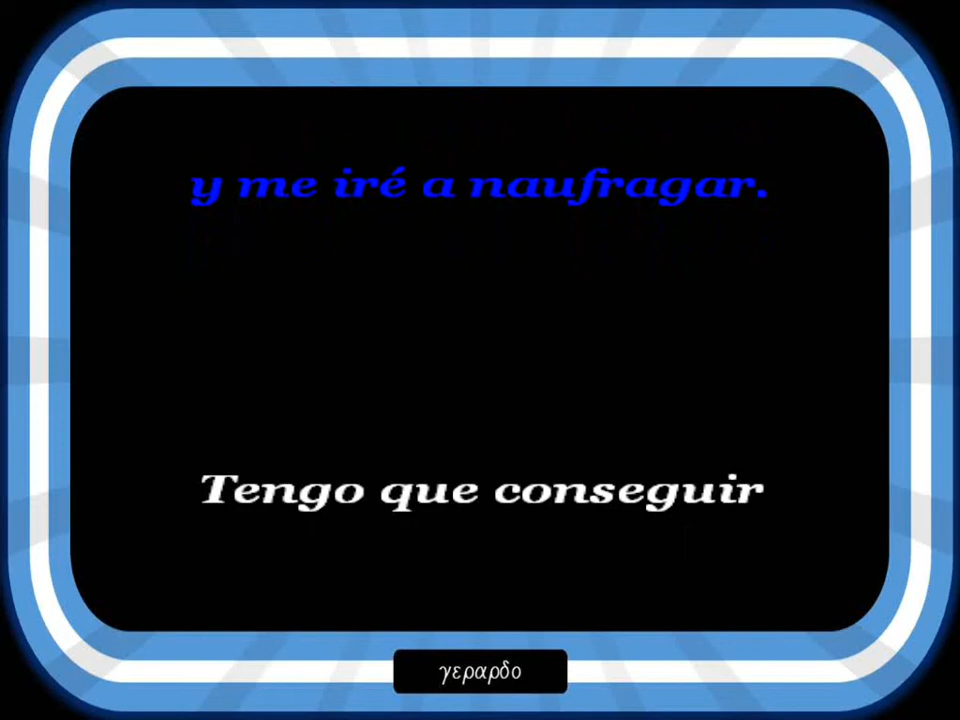 y me iré a naufragar.
Tengo que conseguir
γεραρδο